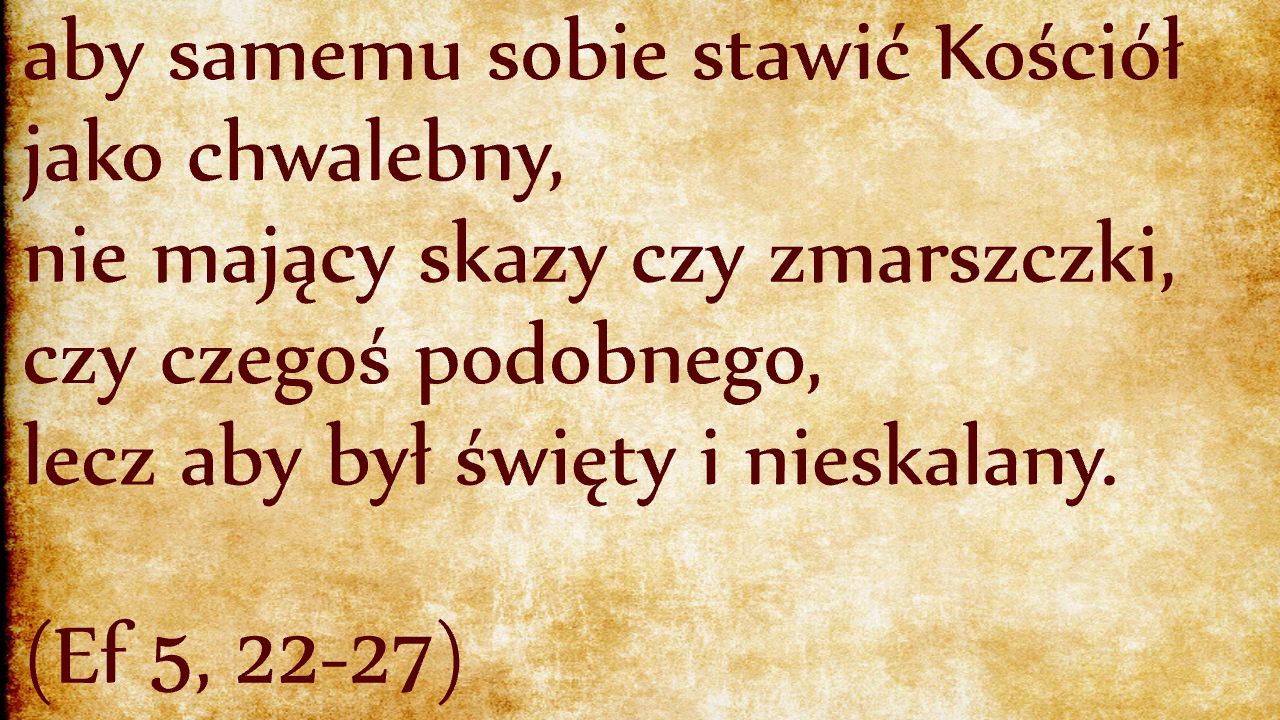 aby samemu sobie stawić Kościół
jako chwalebny,
nie mający skazy czy zmarszczki,
czy czegoś podobnego,
lecz aby był święty i nieskalany.
(Ef 5, 22-27)